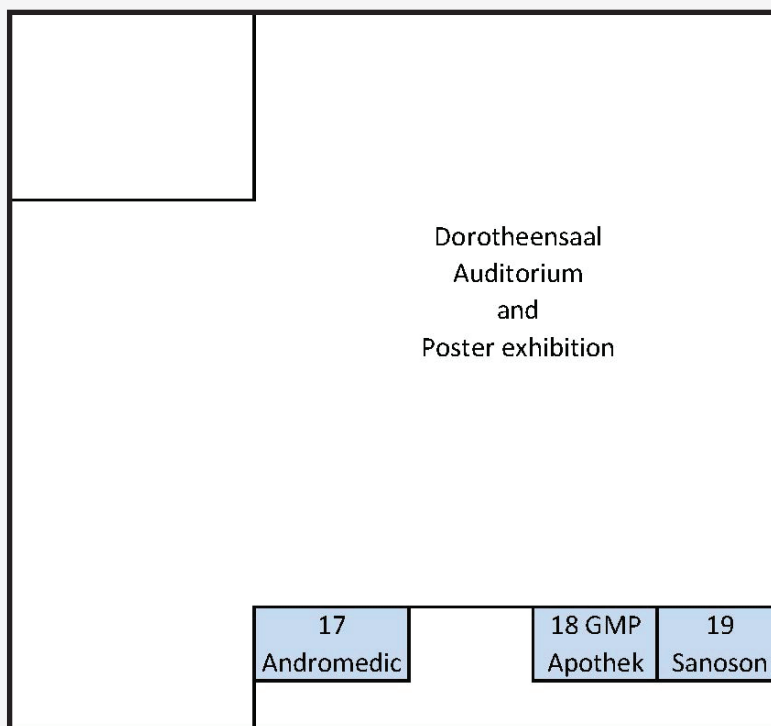 Dorotheensaal
Auditorium
and
Poster exhibition
17
Andromedic
18 GMP
Apothek
19
Sanoson